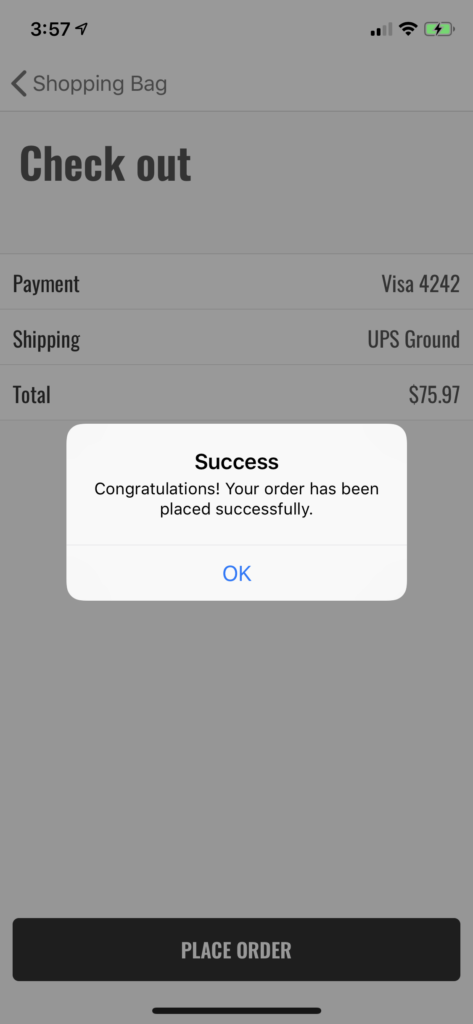 3:57
Shopping Bag
Check out
Payment Visa 4242
Shipping UPS Ground
Total $75.97
Success
Congratulations! Your order has been
placed successfully.
OK
PLACE ORDER